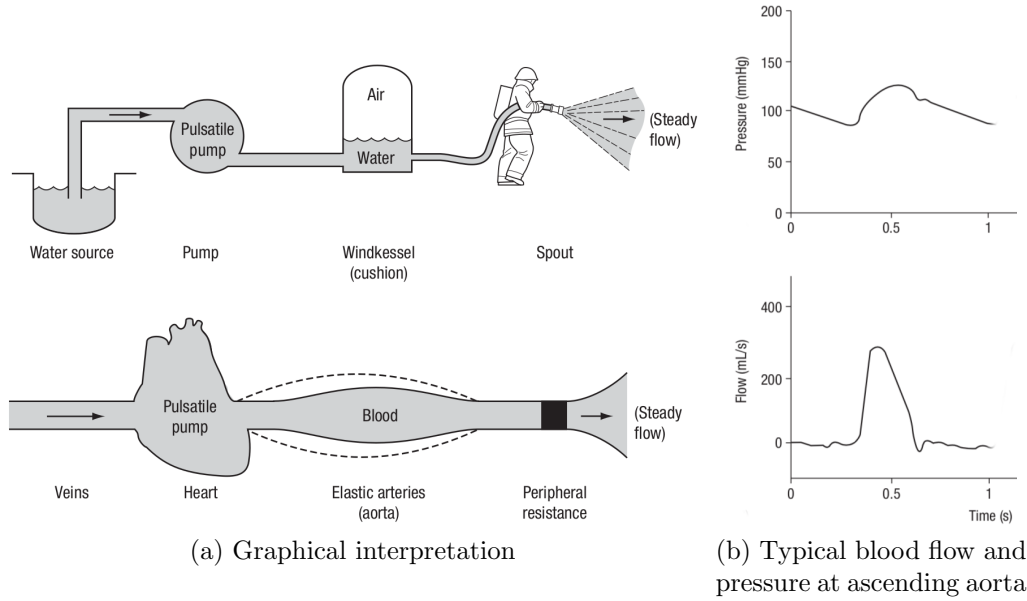 Air
Pulsatile
pump
Water
(Steady
flow)
Water source
Pump
Windkessel
(cushion)
Spout
Pulsatile
pump
Blood
(Steady
flow)
Veins
Heart
Elastic arteries
(aorta)
Peripheral
resistance
(a) Graphical interpretation
200
150
100
50
0
Pressure (mmHg)
0 0.5 1
400
200
0
Flow (mL/s)
0 0.5 1
Time (s)
(b) Typical blood flow and
pressure at ascending aorta